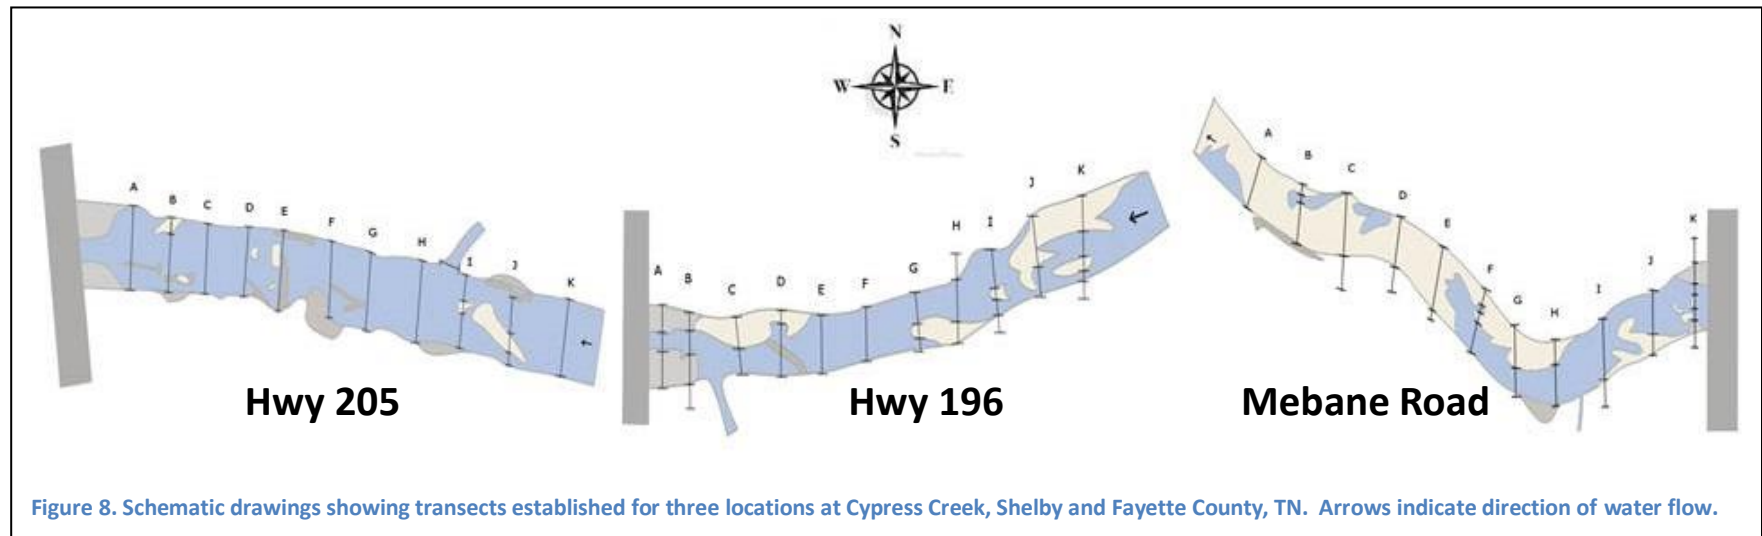 N
W E
S
A B C D E F G H I J K
Hwy 205
A B C D E F G H I J K
Hwy 196
A B C D E F G H I J K
Mebane Road
Figure 8. Schematic drawings showing transects established for three locations at Cypress Creek, Shelby and Fayette County, TN. Arrows indicate direction of water flow.